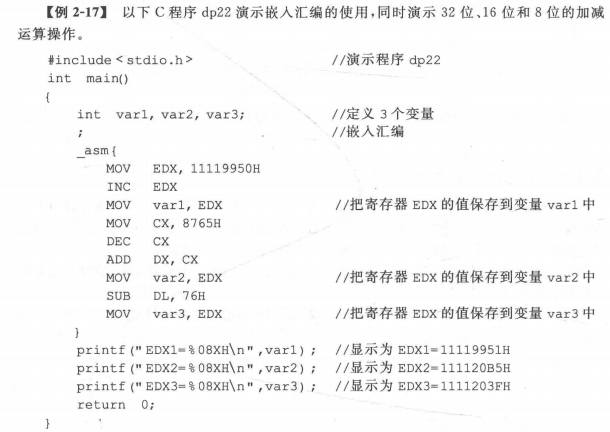 【例 2-17】 以下 C 程序 dp22 演示嵌入汇编的使用,同时演示 32 位、16 位和 8 位的加减
运算操作。
#include<stdio.h> //演示程序 dp22
int main()
{
int var1, var2, var3; //定义 3 个变量
; //嵌入汇编
_asm{
MOV EDX, 11119950H
INC EDX
MOV var1, EDX //把寄存器 EDX 的值保存到变量 var1 中
MOV CX, 8765H
DEC CX
ADD DX, CX
MOV var2, EDX //把寄存器 EDX 的值保存到变量 var2 中
SUB DL, 76H
MOV var3, EDX //把寄存器 EDX 的值保存到变量 var3 中
}
printf("EDX1=%08XH\n",var1); //显示为 EDX1=11119951H
printf("EDX2=%08XH\n",var2); //显示为 EDX2=111120B5H
printf("EDX3=%08XH\n",var3); //显示为 EDX3=1111203FH
return 0;
}